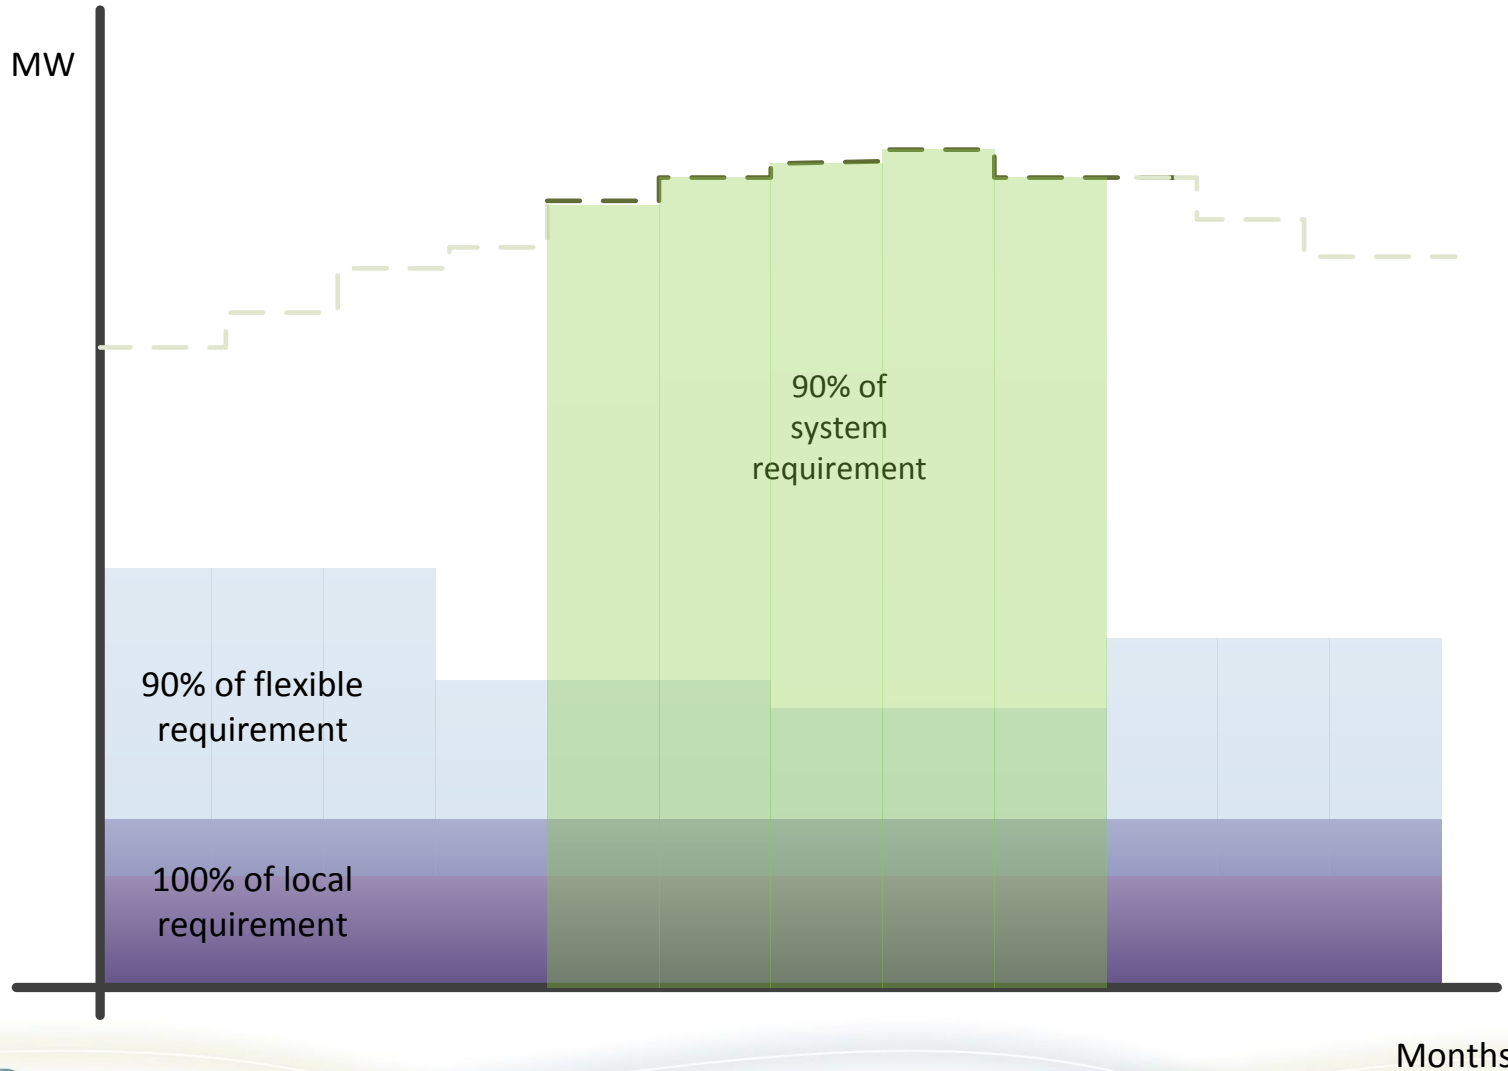 MW
90% of
system
requirement
90% of flexible
requirement
100% of local
requirement
Months